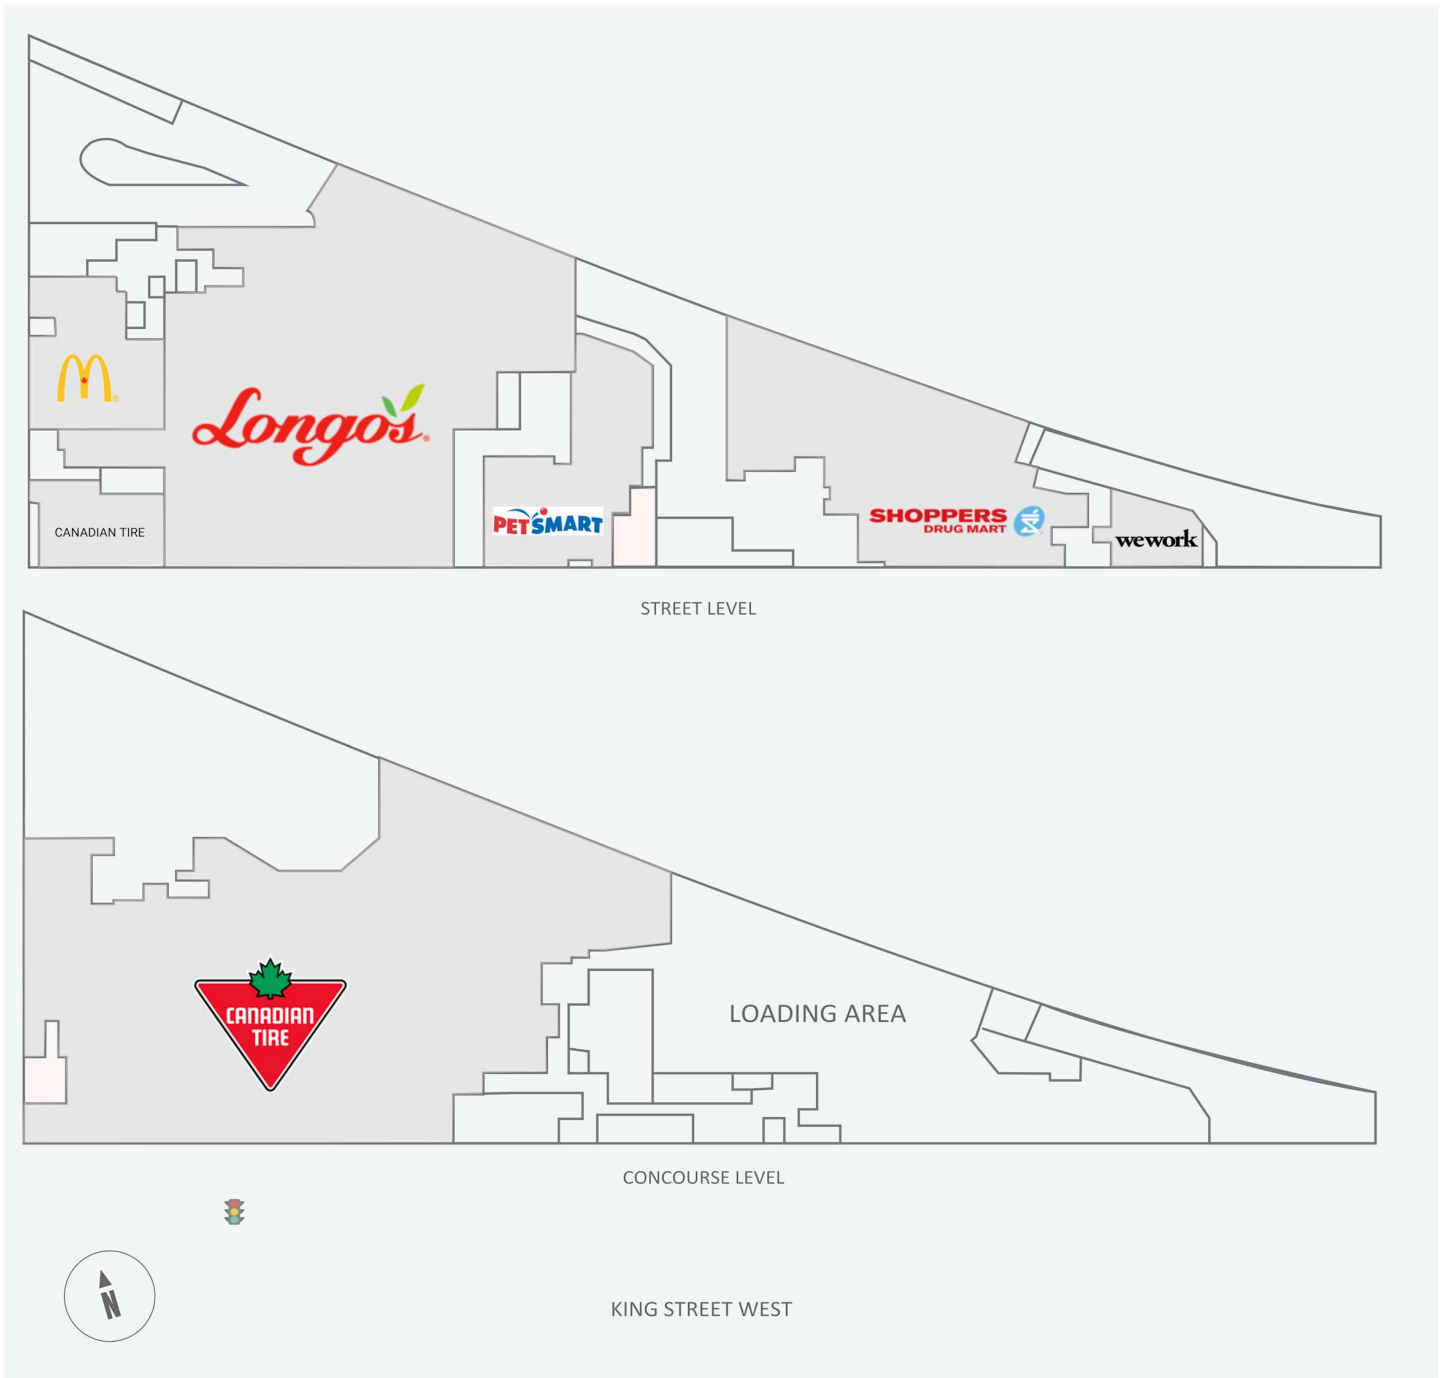 Longo's®
®
PETSMART
SHOPPERS
DRUG MART
wework
CANADIAN TIRE
STREET LEVEL
CANADIAN
TIRE
LOADING AREA
CONCOURSE LEVEL
N
KING STREET WEST